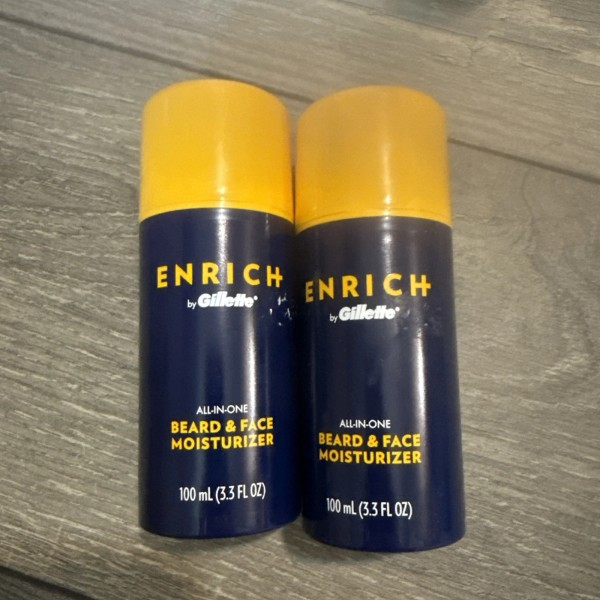 ENRICH
by Gillette
ALL-IN-ONE
BEARD & FACE
MOISTURIZER
100 mL (3.3 FL OZ)
ENRICH
by Gillette
ALL-IN-ONE
BEARD & FACE
MOISTURIZER
100 mL (3.3 FL OZ)